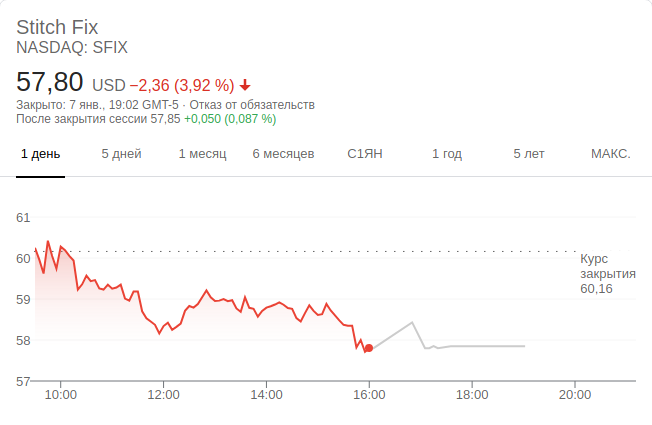 Stitch Fix
NASDAQ: SFIX
57,80 USD −2,36 (3,92 %)
Закрыто: 7 янв., 19:02 GMT-5 · Отказ от обязательств
После закрытия сессии 57,85 +0,050 (0,087 %)
1 день 5 дней 1 месяц 6 месяцев С1ЯН 1 год 5 лет МАКС.
61
60
59
58
57
Курс
закрытия
60,16
10:00 12:00 14:00 16:00 18:00 20:00